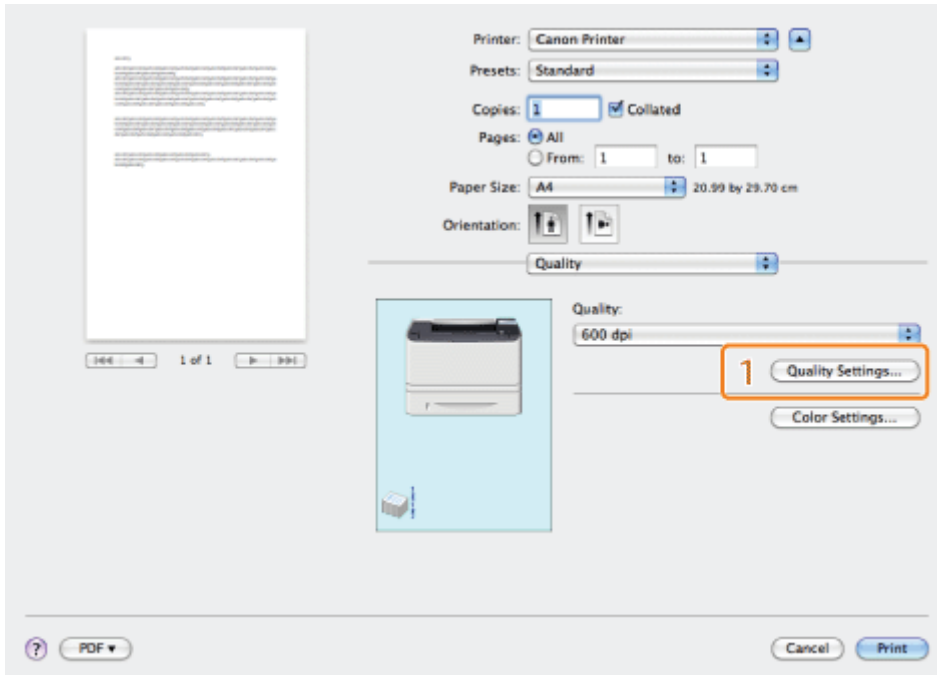 Printer: Canon Printer
Presets: Standard
Copies: 1 Collated
Pages: All
From: 1 to: 1
Paper Size: A4 20.99 by 29.70 cm
Orientation:
Quality
Quality:
600 dpi
1 Quality Settings...
Color Settings...
1 of 1
? PDF
Cancel Print